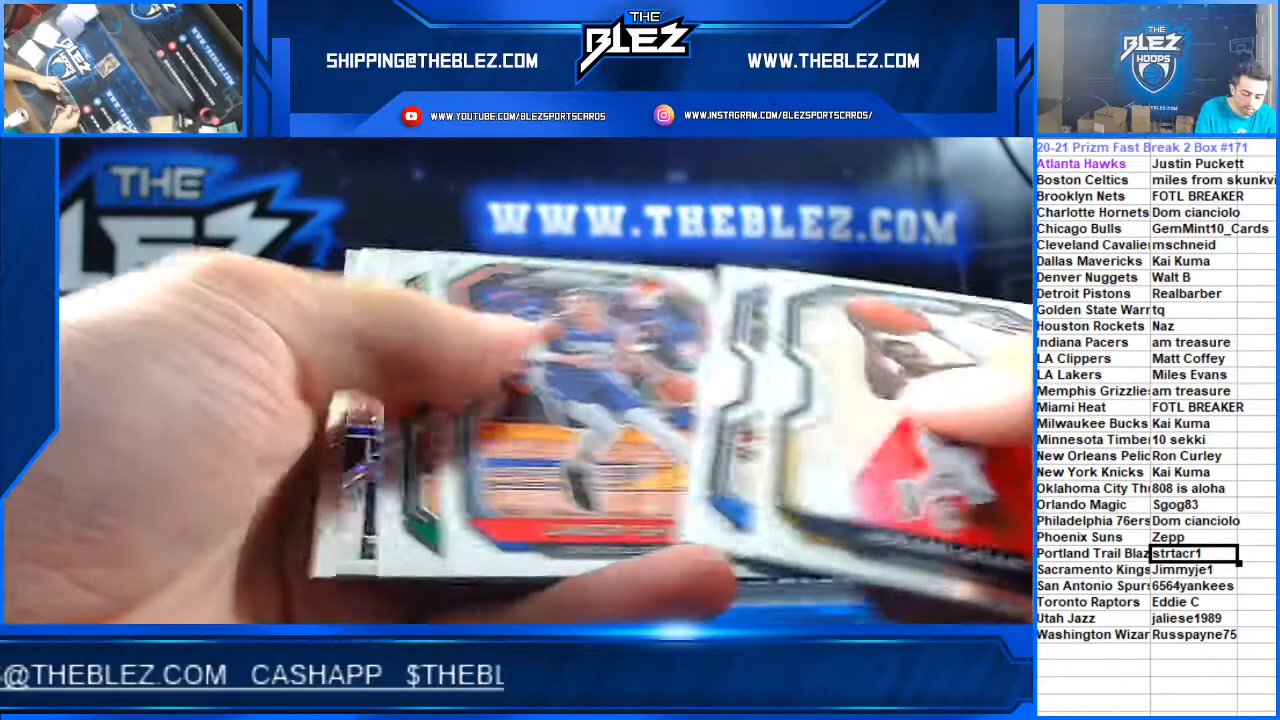 THE
BLEZ
SHIPPING@THEBLEZ.COM
WWW.THEBLEZ.COM
WWW.YOUTUBE.COM/BLEZSPORTSCARDS
WWW.INSTAGRAM.COM/BLEZSPORTSCARDS/
THE
BLEZ
HOOPS
THE
WWW.THEBLEZ.COM
20-21 Prizm Fast Break 2 Box #171
Atlanta Hawks Justin Puckett
Boston Celtics miles from skunkvi
Brooklyn Nets FOTL BREAKER
Charlotte Hornets Dom cianciolo
Chicago Bulls GemMint10_Cards
Cleveland Cavalie mschneid
Dallas Mavericks Kai Kuma
Denver Nuggets Walt B
Detroit Pistons Realbarber
Golden State Warr tq
Houston Rockets Naz
Indiana Pacers am treasure
LA Clippers Matt Coffey
LA Lakers Miles Evans
Memphis Grizzlie am treasure
Miami Heat FOTL BREAKER
Milwaukee Bucks Kai Kuma
Minnesota Timbe 10 sekki
New Orleans Pelic Ron Curley
New York Knicks Kai Kuma
Oklahoma City Th 808 is aloha
Orlando Magic Sgog83
Philadelphia 76ers Dom cianciolo
Phoenix Suns Zepp
Portland Trail Blaz strtacr1
Sacramento Kings Jimmyje1
San Antonio Spur 6564yankees
Toronto Raptors Eddie C
Utah Jazz jaliese1989
Washington Wizar Russpayne75
@THEBLEZ.COM CASHAPP $THEBL